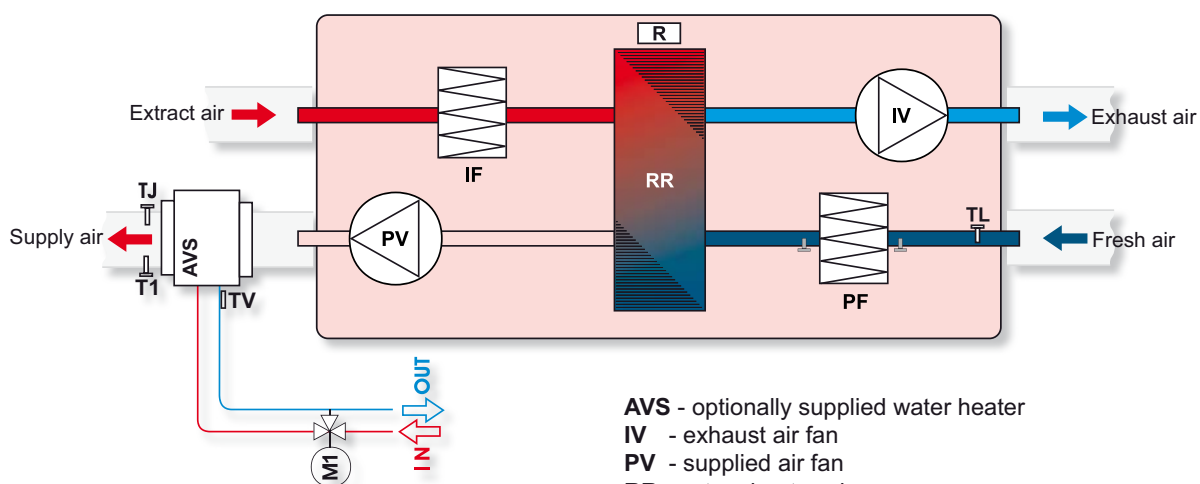 R
Extract air
IV
Exhaust air
IF
RR
TJ
TL
Supply air
AVS
PV
Fresh air
T1
TV
PF
OUT
IN
M1
AVS - optionally supplied water heater
IV - exhaust air fan
PV - supplied air fan